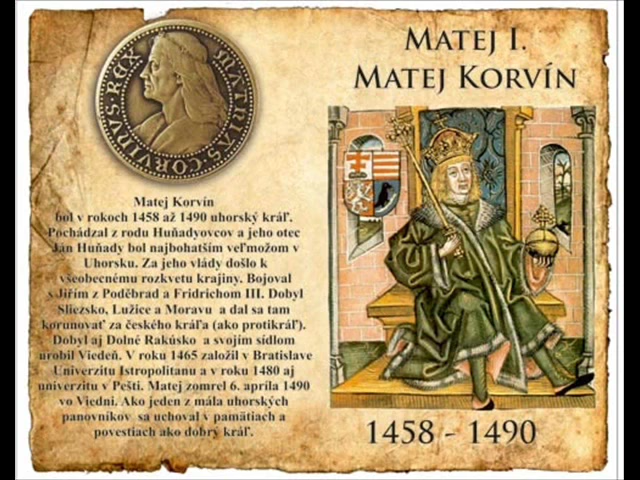 MATEJ I.
MATEJ KORVÍN
MATTHIAS·CORVINVS·REX
Matej Korvín
bol v rokoch 1458 až 1490 uhorský kráľ.
Pochádzal z rodu Huňadyovcov a jeho otec
Ján Huňady bol najbohatším veľmožom v
Uhorsku. Za jeho vlády došlo k
všeobecnému rozkvetu krajiny. Bojoval
s Jiřím z Poděbrad a Fridrichom III. Dobyl
Sliezsko, Lužice a Moravu a dal sa tam
korunovať za českého kráľa (ako protikráľ).
Dobyl aj Dolné Rakúsko a svojím sídlom
urobil Viedeň. V roku 1465 založil v Bratislave
Univerzitu Istropolitanu a v roku 1480 aj
univerzitu v Pešti. Matej zomrel 6. apríla 1490
vo Viedni. Ako jeden z mála uhorských
panovníkov sa uchoval v pamätiach a
povestiach ako dobrý kráľ.
1458 - 1490